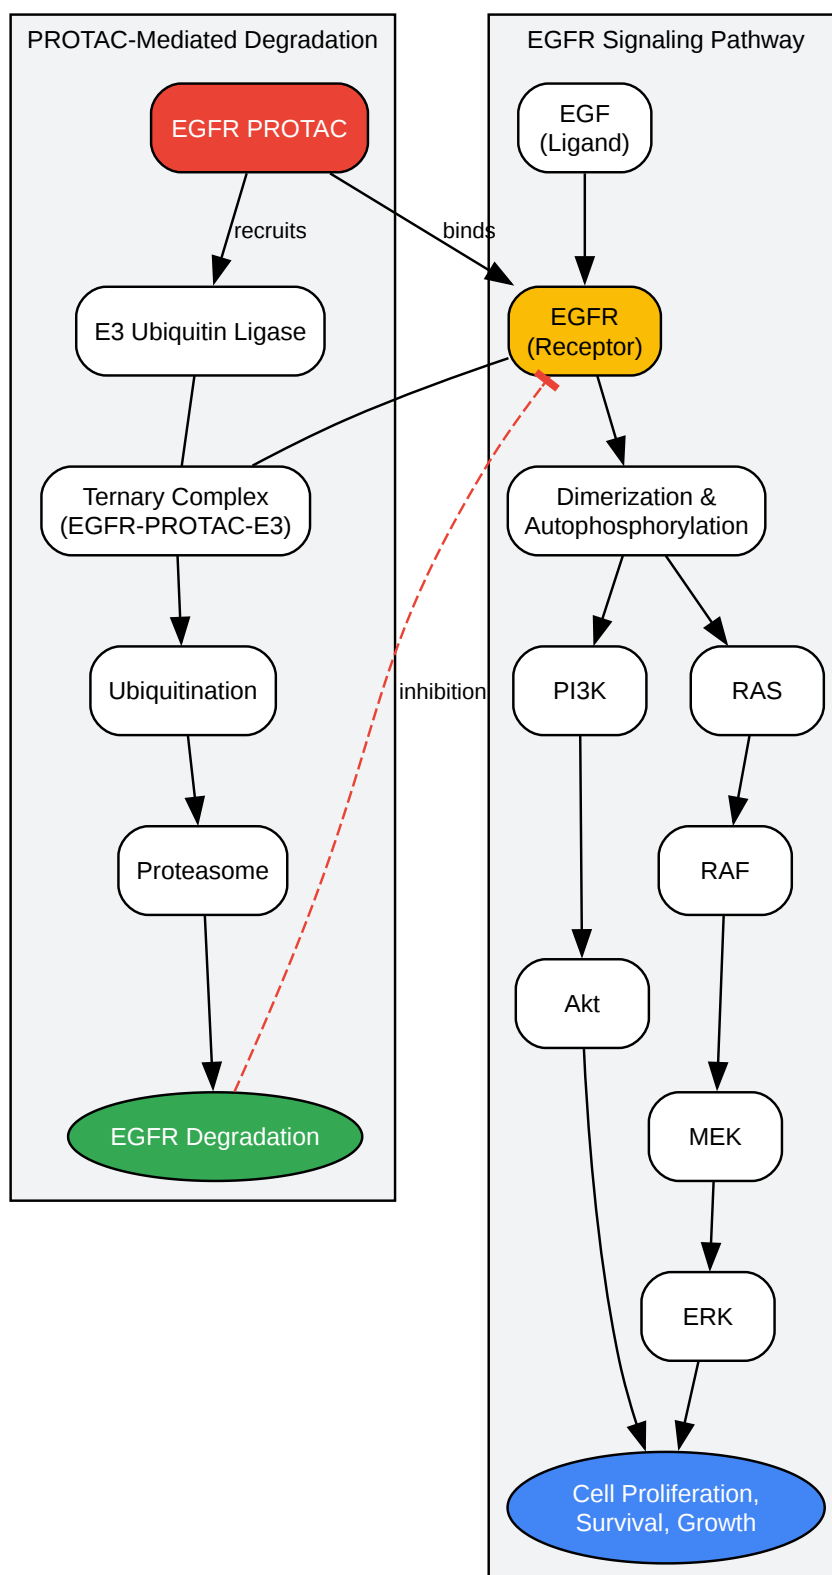 PROTAC-Mediated Degradation
EGFR PROTAC
recruits
binds
E3 Ubiquitin Ligase
Ternary Complex
(EGFR-PROTAC-E3)
Ubiquitination
Proteasome
EGFR Degradation
inhibition
EGFR Signaling Pathway
EGF
(Ligand)
EGFR
(Receptor)
Dimerization &
Autophosphorylation
PI3K
RAS
RAF
Akt
MEK
ERK
Cell Proliferation,
Survival, Growth